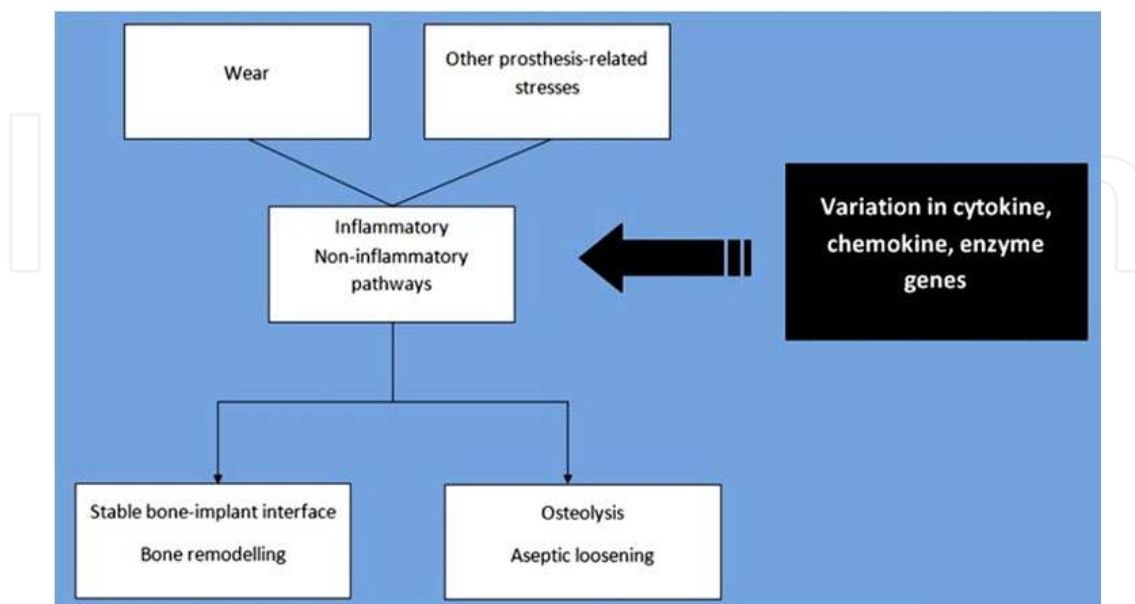 Wear
Other prosthesis-related
stresses
Inflammatory
Non-inflammatory
pathways
Variation in cytokine,
chemokine, enzyme
genes
Stable bone-implant interface
Bone remodelling
Osteolysis
Aseptic loosening